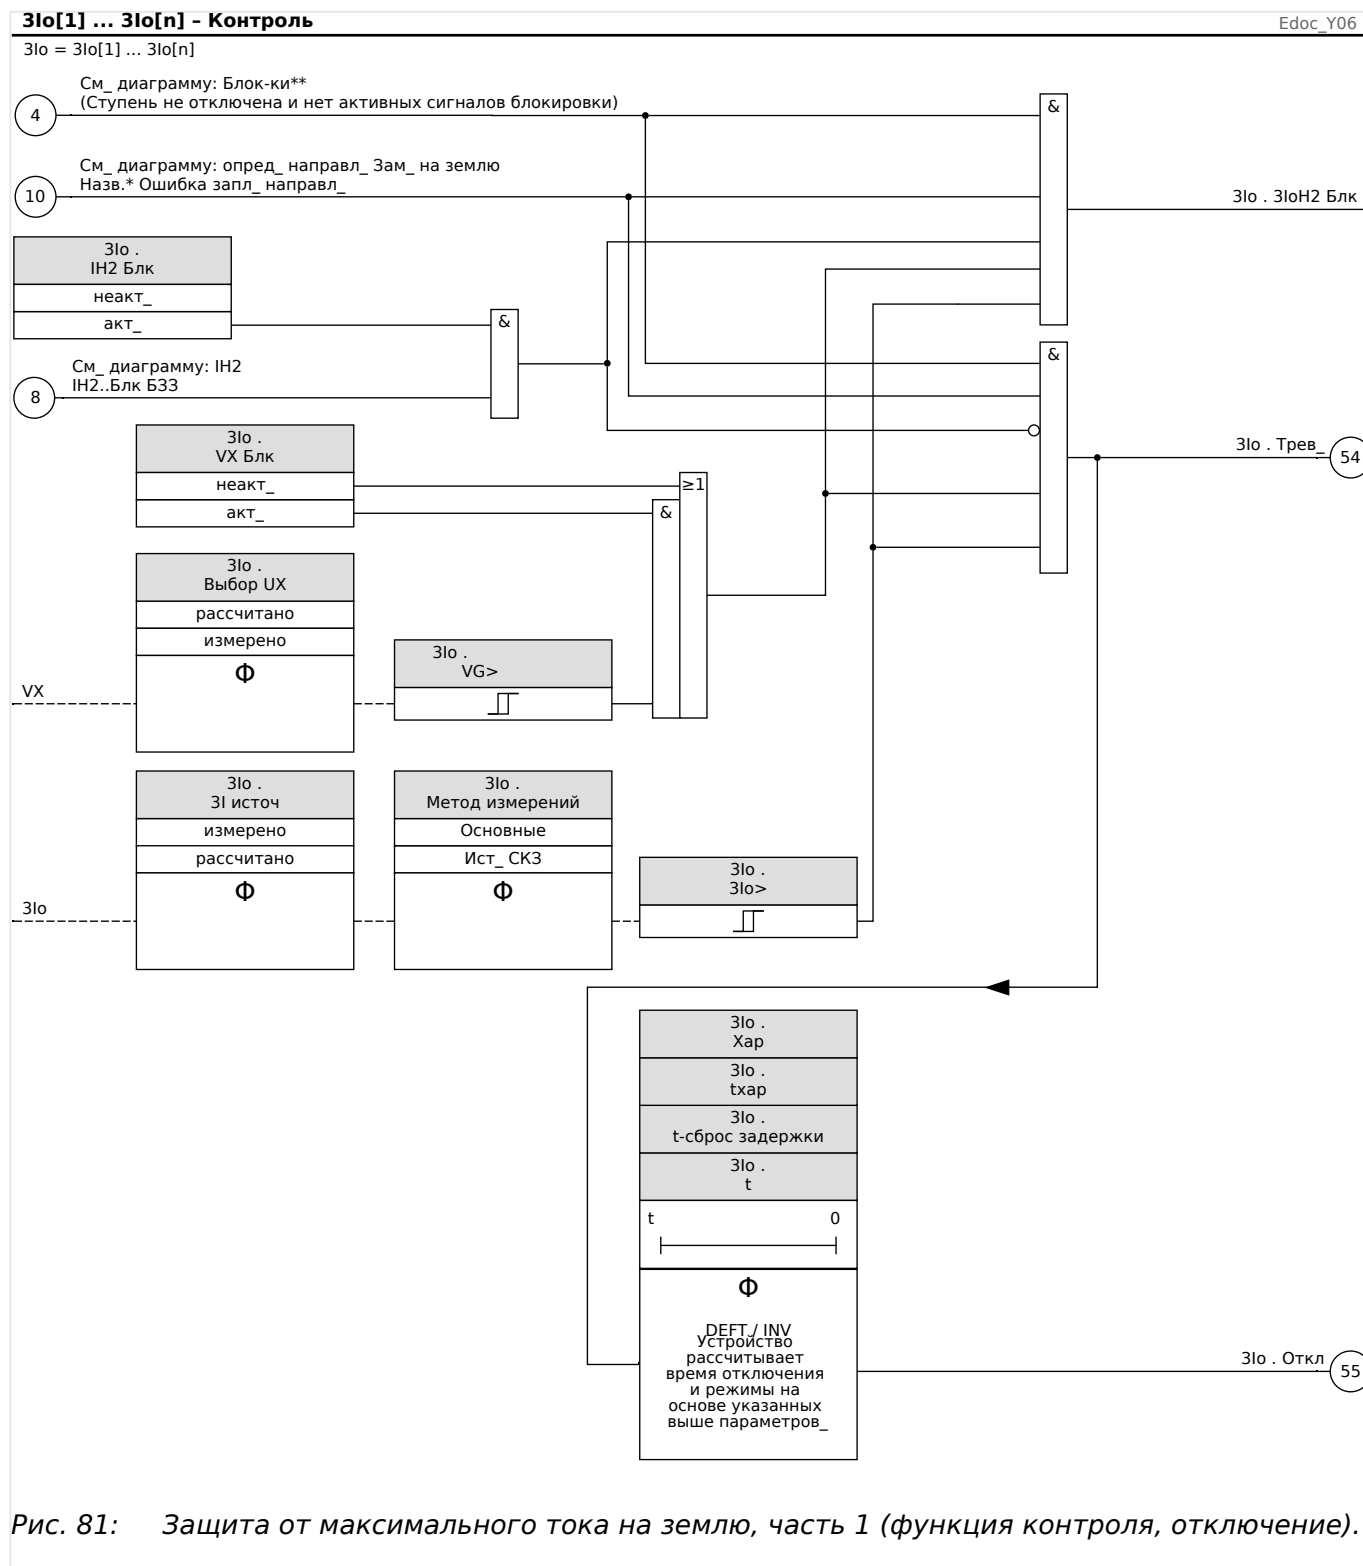 3Io[1] ... 3Io[n] – Контроль
Edoc_Y06
3Io = 3Io[1] ... 3Io[n]
См_ диаграмму: Блок-ки**
(Ступень не отключена и нет активных сигналов блокировки)
4
&
См_ диаграмму: опред_ направл_ Зам_ на землю
Назв.* Ошибка запл_ направл_
10
3Io . 3IoH2 Блк
3Io .
IH2 Блк
неакт_
акт_
&
&
См_ диаграмму: IH2
IH2..Блк БЗЗ
8
3Io .
VX Блк
неакт_
акт_
≥1
&
3Io . Трев_
54
3Io .
Выбор UX
рассчитано
измерено
Ф
VX
3Io .
VG>
3Io .
3I источ
измерено
рассчитано
Ф
3Io
3Io .
Метод измерений
Основные
Ист_ СКЗ
Ф
3Io .
3Io>
3Io .
Хар
3Io .
tхар
3Io .
t-сброс задержки
3Io .
t
t 0
Ф
DEFT / INV
Устройство
рассчитывает
время отключения
и режимы на
основе указанных
выше параметров_
3Io . Откл
55
Рис. 81: Защита от максимального тока на землю, часть 1 (функция контроля, отключение).